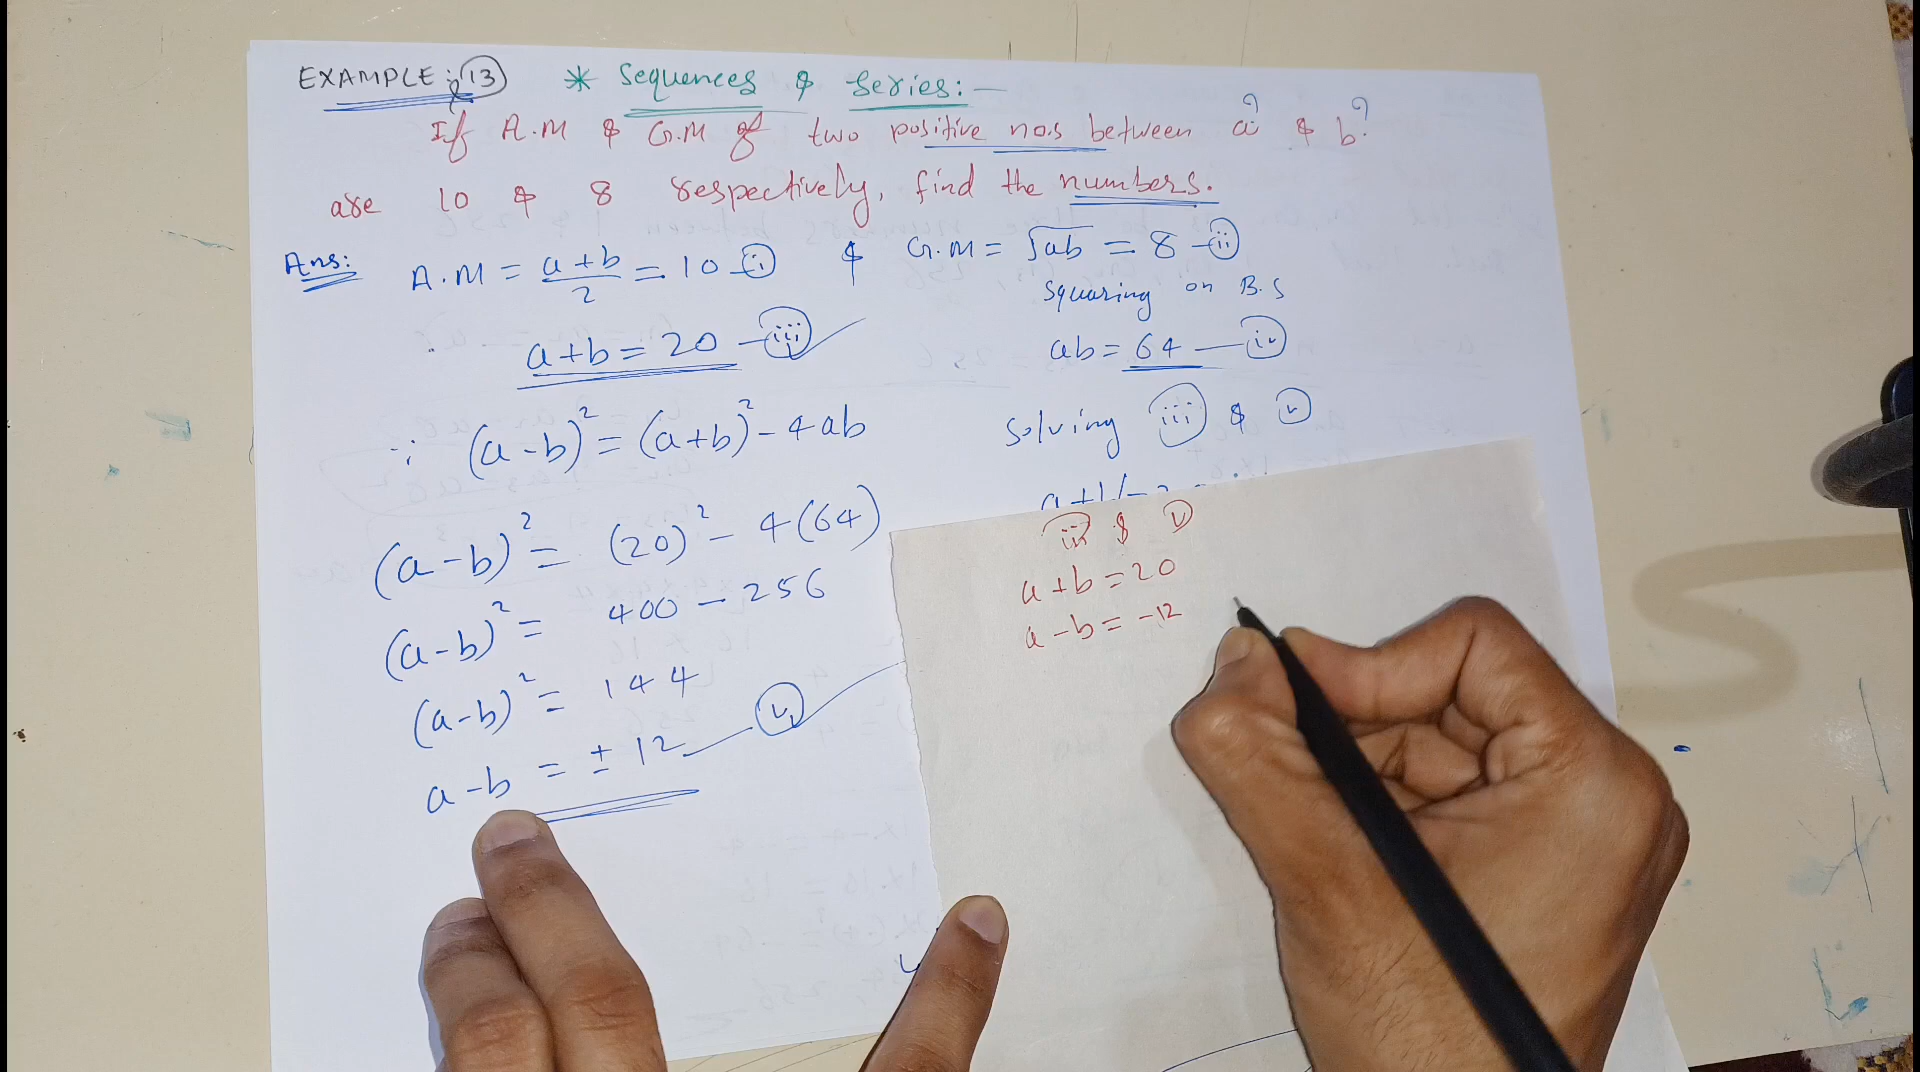 EXAMPLE: 13 * Sequences & Series:-
If A.M & G.M of two positive nos between a & b?
are 10 & 8 respectively, find the numbers.
Ans: A.M = a+b/2 = 10 - (i) & G.M = √ab = 8 - (ii)
Squaring on B.S
a+b = 20 - (iii)
ab = 64 - (iv)
∵ (a-b)² = (a+b)² - 4ab
Solving (iii) & (v)
(a-b)² = (20)² - 4(64)
(a-b)² = 400 - 256
(a-b)² = 144
a-b = ± 12 - (v)
(iii) & (v)
a+b = 20
a-b = -12